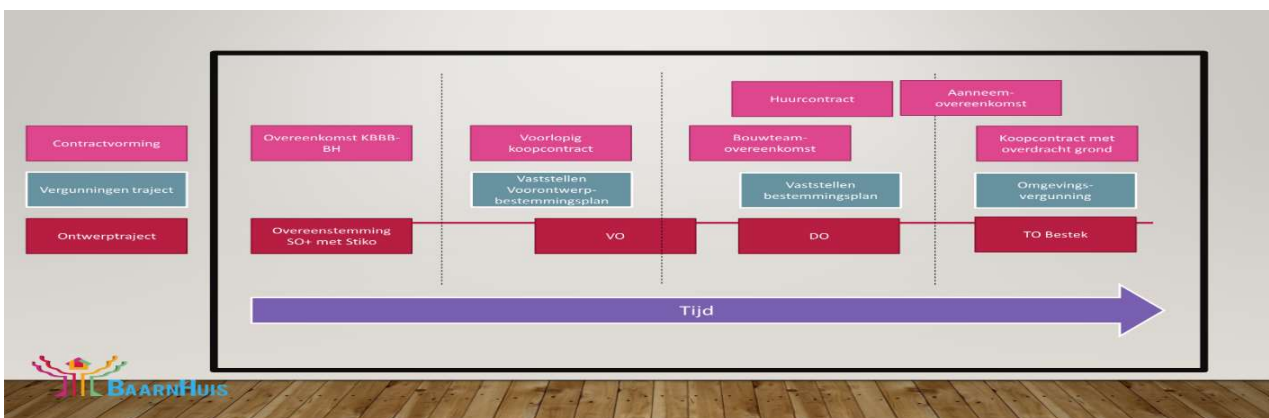 Huurcontract
Aanneem-
overeenkomst
Contractvorming
Overeenkomst KBBB-
BH
Voorlopig
koopcontract
Bouwteam-
overeenkomst
Koopcontract met
overdracht grond
Vergunningen traject
Vaststellen
Voorontwerp-
bestemmingsplan
Vaststellen
bestemmingsplan
Omgevings-
vergunning
Ontwerptraject
Overeenstemming
SO+ met Stiko
VO
DO
TO Bestek
Tijd
BAARNHUIS